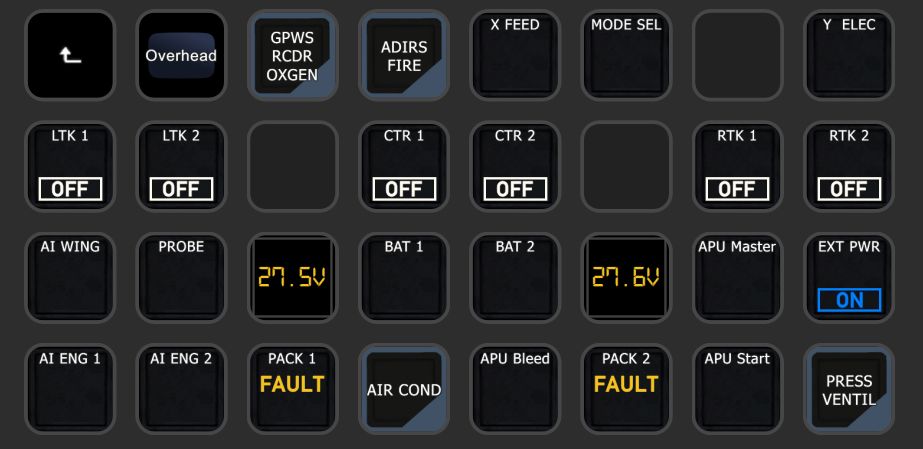 Overhead
GPWS
RCDR
OXGEN
ADIRS
FIRE
X FEED
MODE SEL
Y ELEC
LTK 1
OFF
LTK 2
OFF
CTR 1
OFF
CTR 2
OFF
RTK 1
OFF
RTK 2
OFF
AI WING
PROBE
27.5V
BAT 1
BAT 2
27.6V
APU Master
EXT PWR
ON
AI ENG 1
AI ENG 2
PACK 1
FAULT
AIR COND
APU Bleed
PACK 2
FAULT
APU Start
PRESS
VENTIL